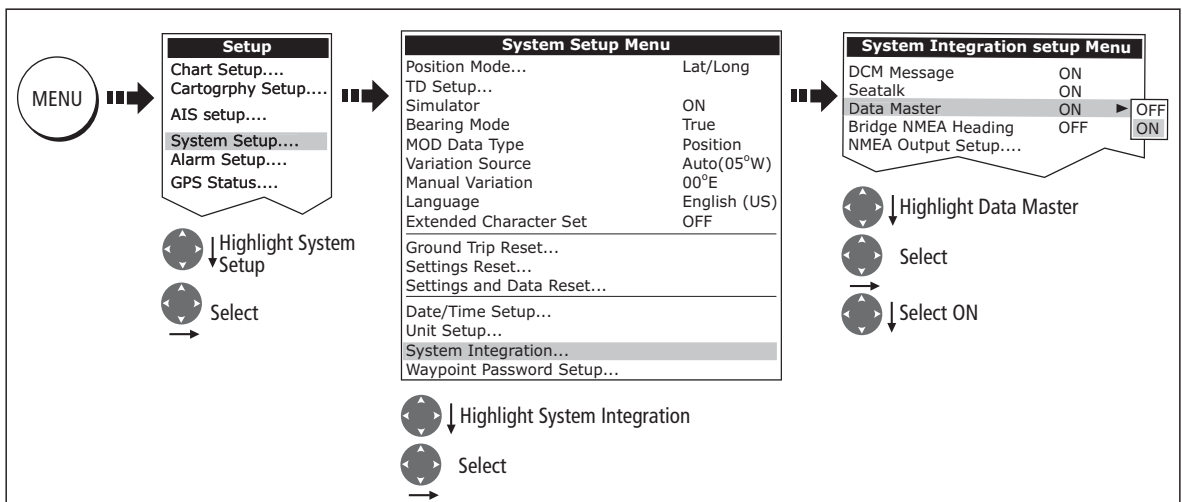 MENU
Setup
Chart Setup....
Cartogrphy Setup....
AIS setup....
System Setup....
Alarm Setup....
GPS Status....
Highlight System
Setup
Select
System Setup Menu
Position Mode... Lat/Long
TD Setup...
Simulator ON
Bearing Mode True
MOD Data Type Position
Variation Source Auto(05°W)
Manual Variation 00°E
Language English (US)
Extended Character Set OFF
Ground Trip Reset...
Settings Reset...
Settings and Data Reset...
Date/Time Setup...
Unit Setup...
System Integration...
Waypoint Password Setup...
Highlight System Integration
Select
System Integration setup Menu
DCM Message ON
Seatalk ON
Data Master ON OFF
Bridge NMEA Heading OFF ON
NMEA Output Setup....
Highlight Data Master
Select
Select ON